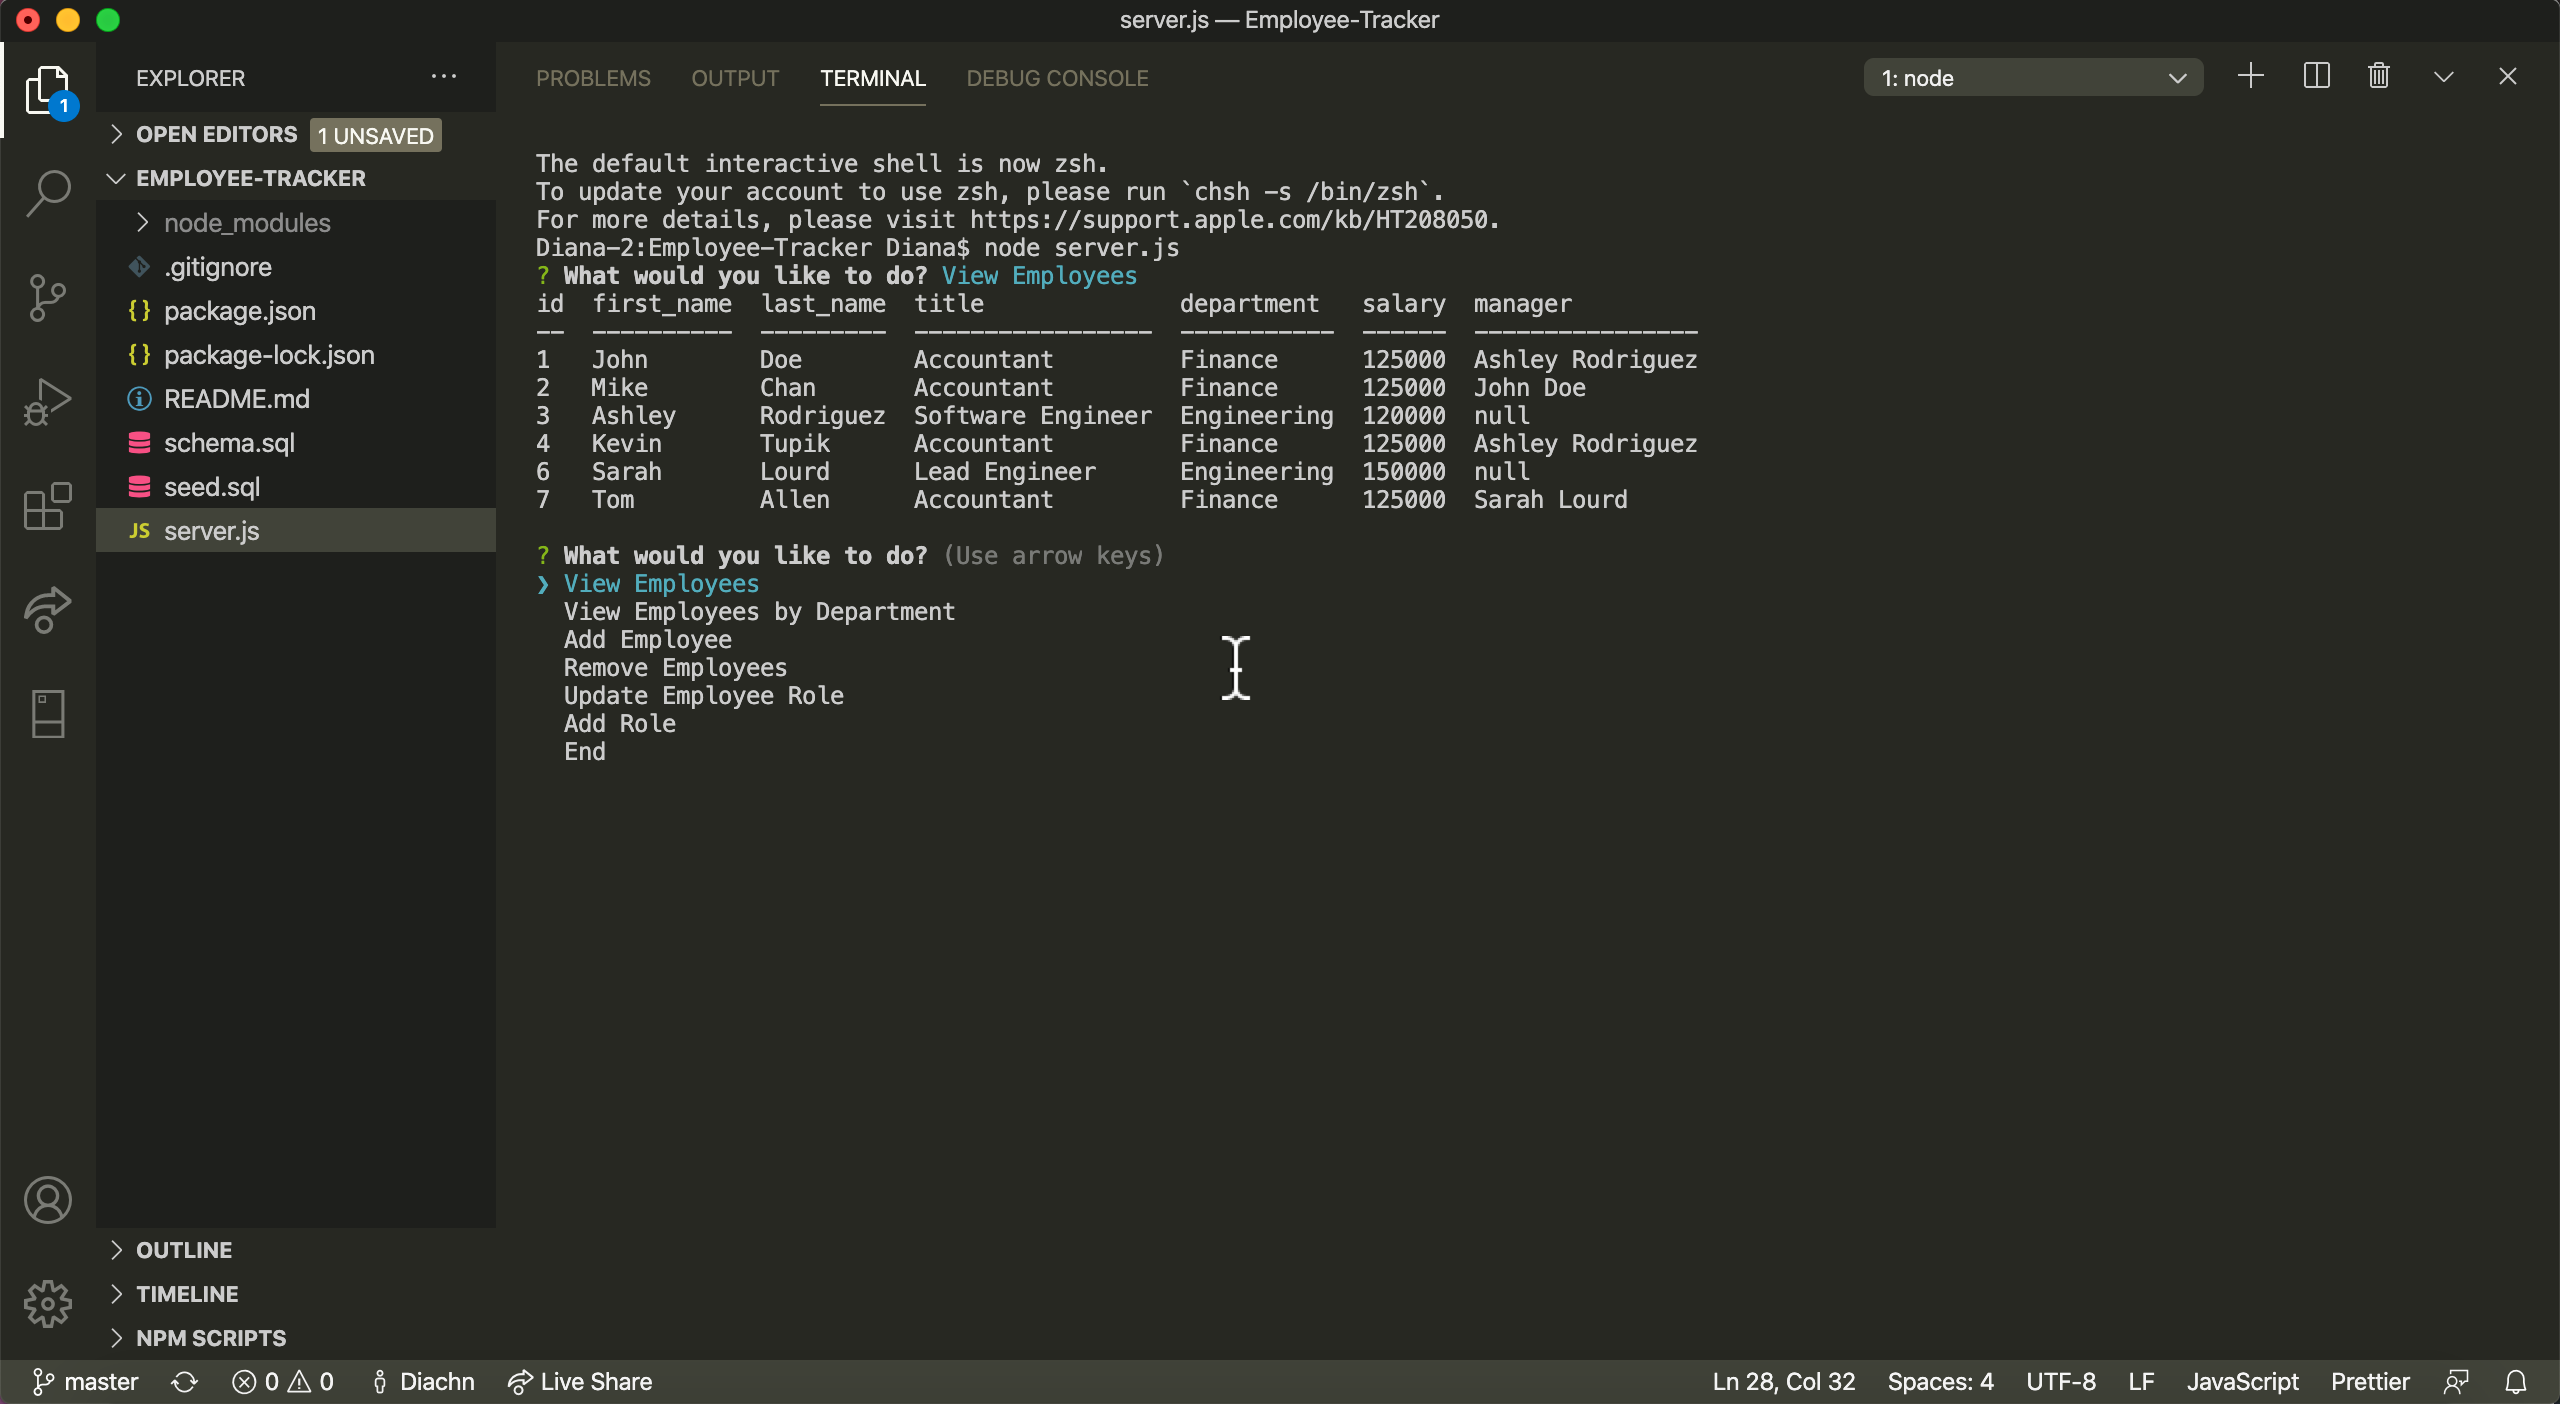 server.js — Employee-Tracker
EXPLORER
1
OPEN EDITORS 1 UNSAVED
EMPLOYEE-TRACKER
node_modules
.gitignore
{} package.json
{} package-lock.json
README.md
schema.sql
seed.sql
JS server.js
OUTLINE
TIMELINE
NPM SCRIPTS
PROBLEMS OUTPUT TERMINAL DEBUG CONSOLE 1: node
The default interactive shell is now zsh.
To update your account to use zsh, please run `chsh -s /bin/zsh`.
For more details, please visit https://support.apple.com/kb/HT208050.
Diana-2:Employee-Tracker Diana$ node server.js
? What would you like to do? View Employees
id  first_name  last_name  title              department   salary  manager
--  ----------  ---------  -----------------  -----------  ------  ----------------
1   John        Doe        Accountant         Finance      125000  Ashley Rodriguez
2   Mike        Chan       Accountant         Finance      125000  John Doe
3   Ashley      Rodriguez  Software Engineer  Engineering  120000  null
4   Kevin       Tupik      Accountant         Finance      125000  Ashley Rodriguez
6   Sarah       Lourd      Lead Engineer      Engineering  150000  null
7   Tom         Allen      Accountant         Finance      125000  Sarah Lourd
? What would you like to do? (Use arrow keys)
❯ View Employees
View Employees by Department
Add Employee
Remove Employees
Update Employee Role
Add Role
End
master 0 0 Diachn Live Share Ln 28, Col 32 Spaces: 4 UTF-8 LF JavaScript Prettier